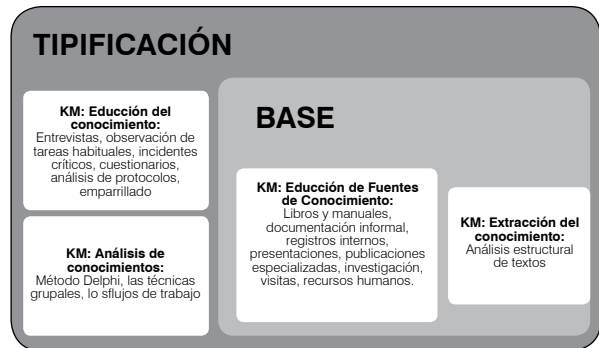 TIPIFICACIÓN
KM: Educción del
conocimiento:
Entrevistas, observación de
tareas habituales, incidentes
críticos, cuestionarios,
análisis de protocolos,
emparrillado
KM: Análisis de
conocimientos:
Método Delphi, las técnicas
grupales, lo sflujos de trabajo
BASE
KM: Educción de Fuentes
de Conocimiento:
Libros y manuales,
documentación informal,
registros internos,
presentaciones, publicaciones
especializadas, investigación,
visitas, recursos humanos.
KM: Extracción del
conocimiento:
Análisis estructural
de textos